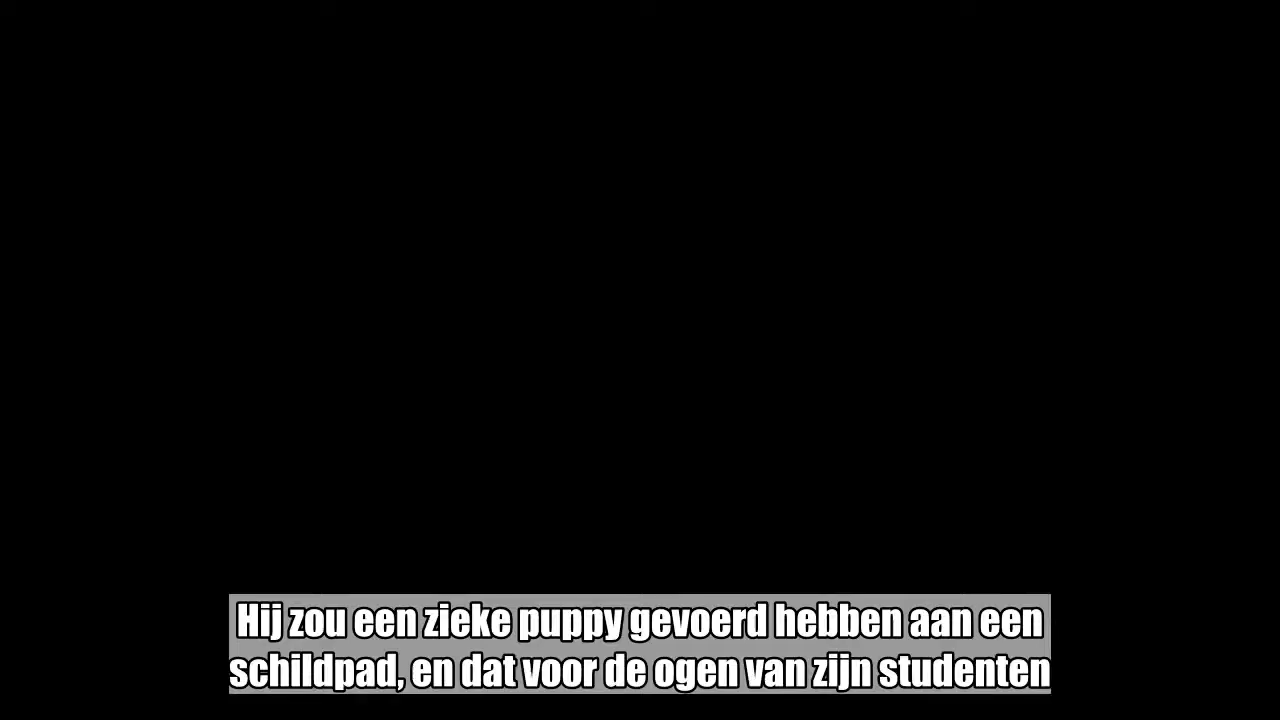 Hij zou een zieke puppy gevoerd hebben aan een
schildpad, en dat voor de ogen van zijn studenten